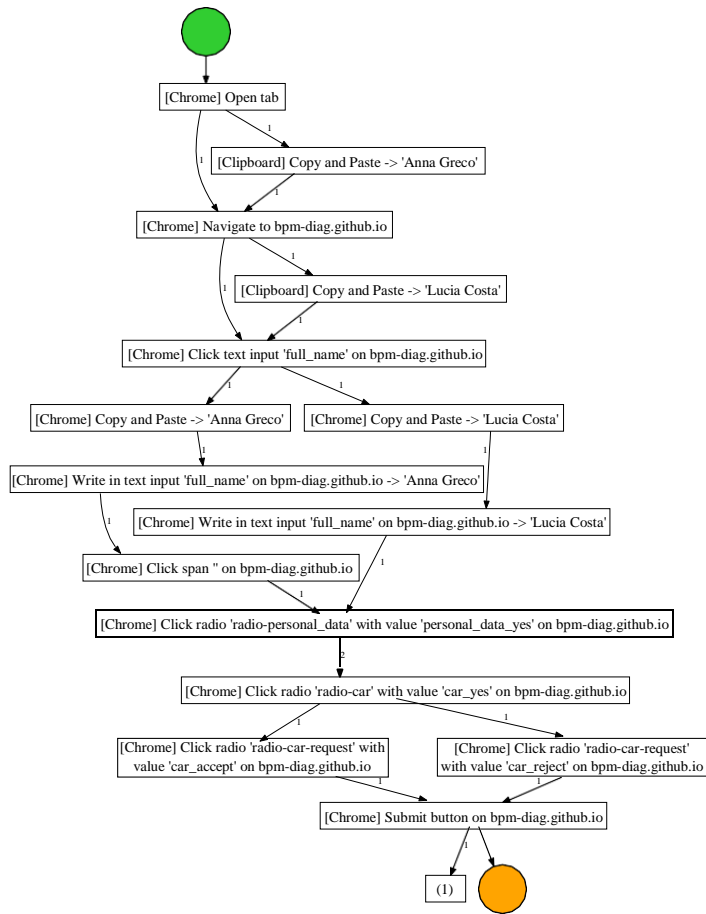 [Chrome] Open tab
1
1
[Clipboard] Copy and Paste -> 'Anna Greco'
1
[Chrome] Navigate to bpm-diag.github.io
1
1
[Clipboard] Copy and Paste -> 'Lucia Costa'
1
[Chrome] Click text input 'full_name' on bpm-diag.github.io
1
1
[Chrome] Copy and Paste -> 'Anna Greco'
[Chrome] Copy and Paste -> 'Lucia Costa'
1
1
[Chrome] Write in text input 'full_name' on bpm-diag.github.io -> 'Anna Greco'
1
[Chrome] Write in text input 'full_name' on bpm-diag.github.io -> 'Lucia Costa'
1
[Chrome] Click span '' on bpm-diag.github.io
1
[Chrome] Click radio 'radio-personal_data' with value 'personal_data_yes' on bpm-diag.github.io
2
[Chrome] Click radio 'radio-car' with value 'car_yes' on bpm-diag.github.io
1
1
[Chrome] Click radio 'radio-car-request' with
value 'car_accept' on bpm-diag.github.io
[Chrome] Click radio 'radio-car-request'
with value 'car_reject' on bpm-diag.github.io
1
1
[Chrome] Submit button on bpm-diag.github.io
1
(1)